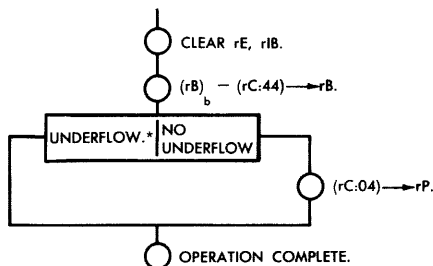 CLEAR rE, rIB.
(rB)b – (rC:44)→rB.
UNDERFLOW.* NO UNDERFLOW
(rC:04)→rP.
OPERATION COMPLETE.